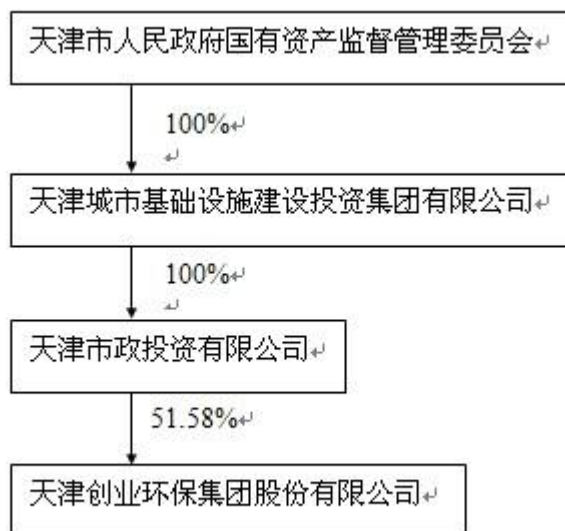 天津市人民政府国有资产监督管理委员会↵
100%↵
↵
天津城市基础设施建设投资集团有限公司↵
100%↵
↵
天津市政投资有限公司↵
51.58%↵
天津创业环保集团股份有限公司↵